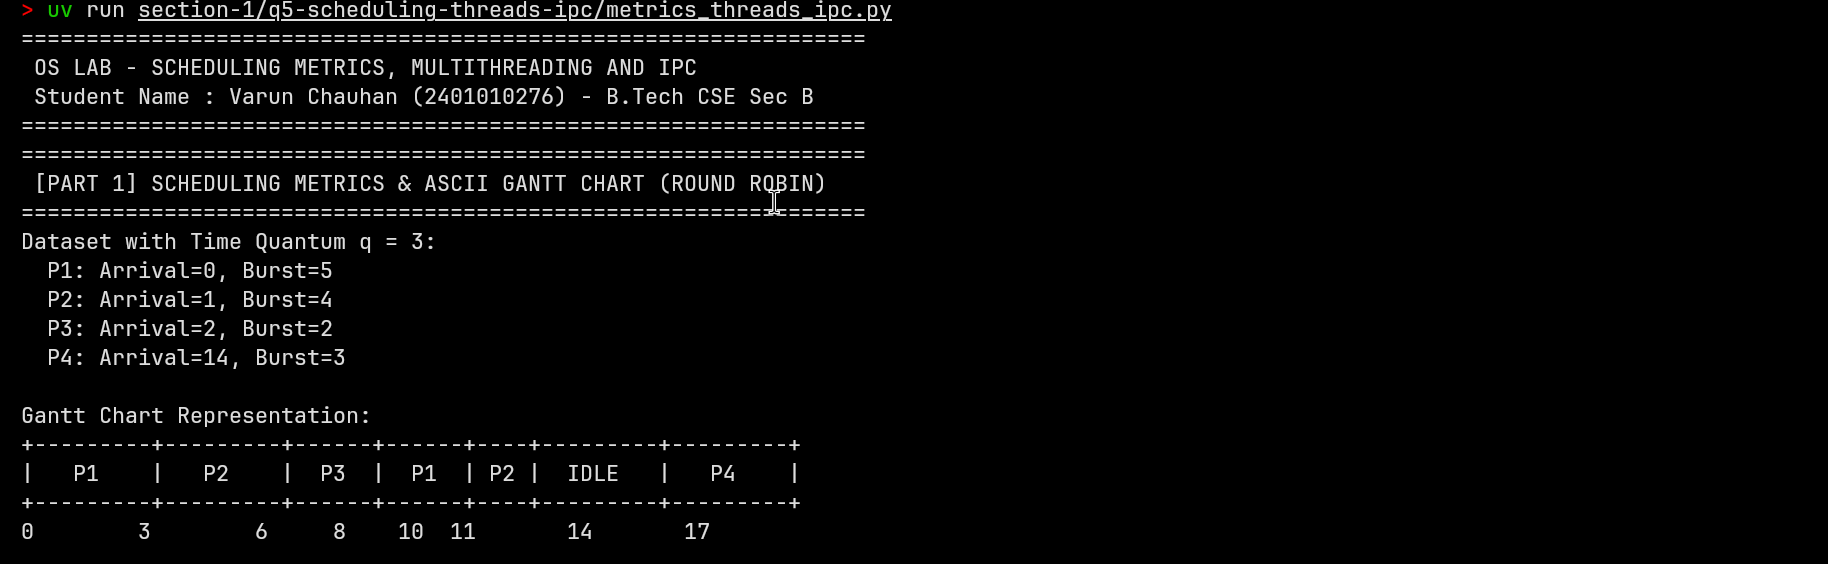 > uv run section-1/q5-scheduling-threads-ipc/metrics_threads_ipc.py
=================================================================
 OS LAB - SCHEDULING METRICS, MULTITHREADING AND IPC
 Student Name : Varun Chauhan (2401010276) - B.Tech CSE Sec B
=================================================================
=================================================================
 [PART 1] SCHEDULING METRICS & ASCII GANTT CHART (ROUND ROBIN)
=================================================================
Dataset with Time Quantum q = 3:
  P1: Arrival=0, Burst=5
  P2: Arrival=1, Burst=4
  P3: Arrival=2, Burst=2
  P4: Arrival=14, Burst=3

Gantt Chart Representation:
+---------+---------+------+------+----+---------+---------+
|   P1    |   P2    |  P3  |  P1  | P2 |  IDLE   |   P4    |
+---------+---------+------+------+----+---------+---------+
0        3        6     8    10  11       14       17